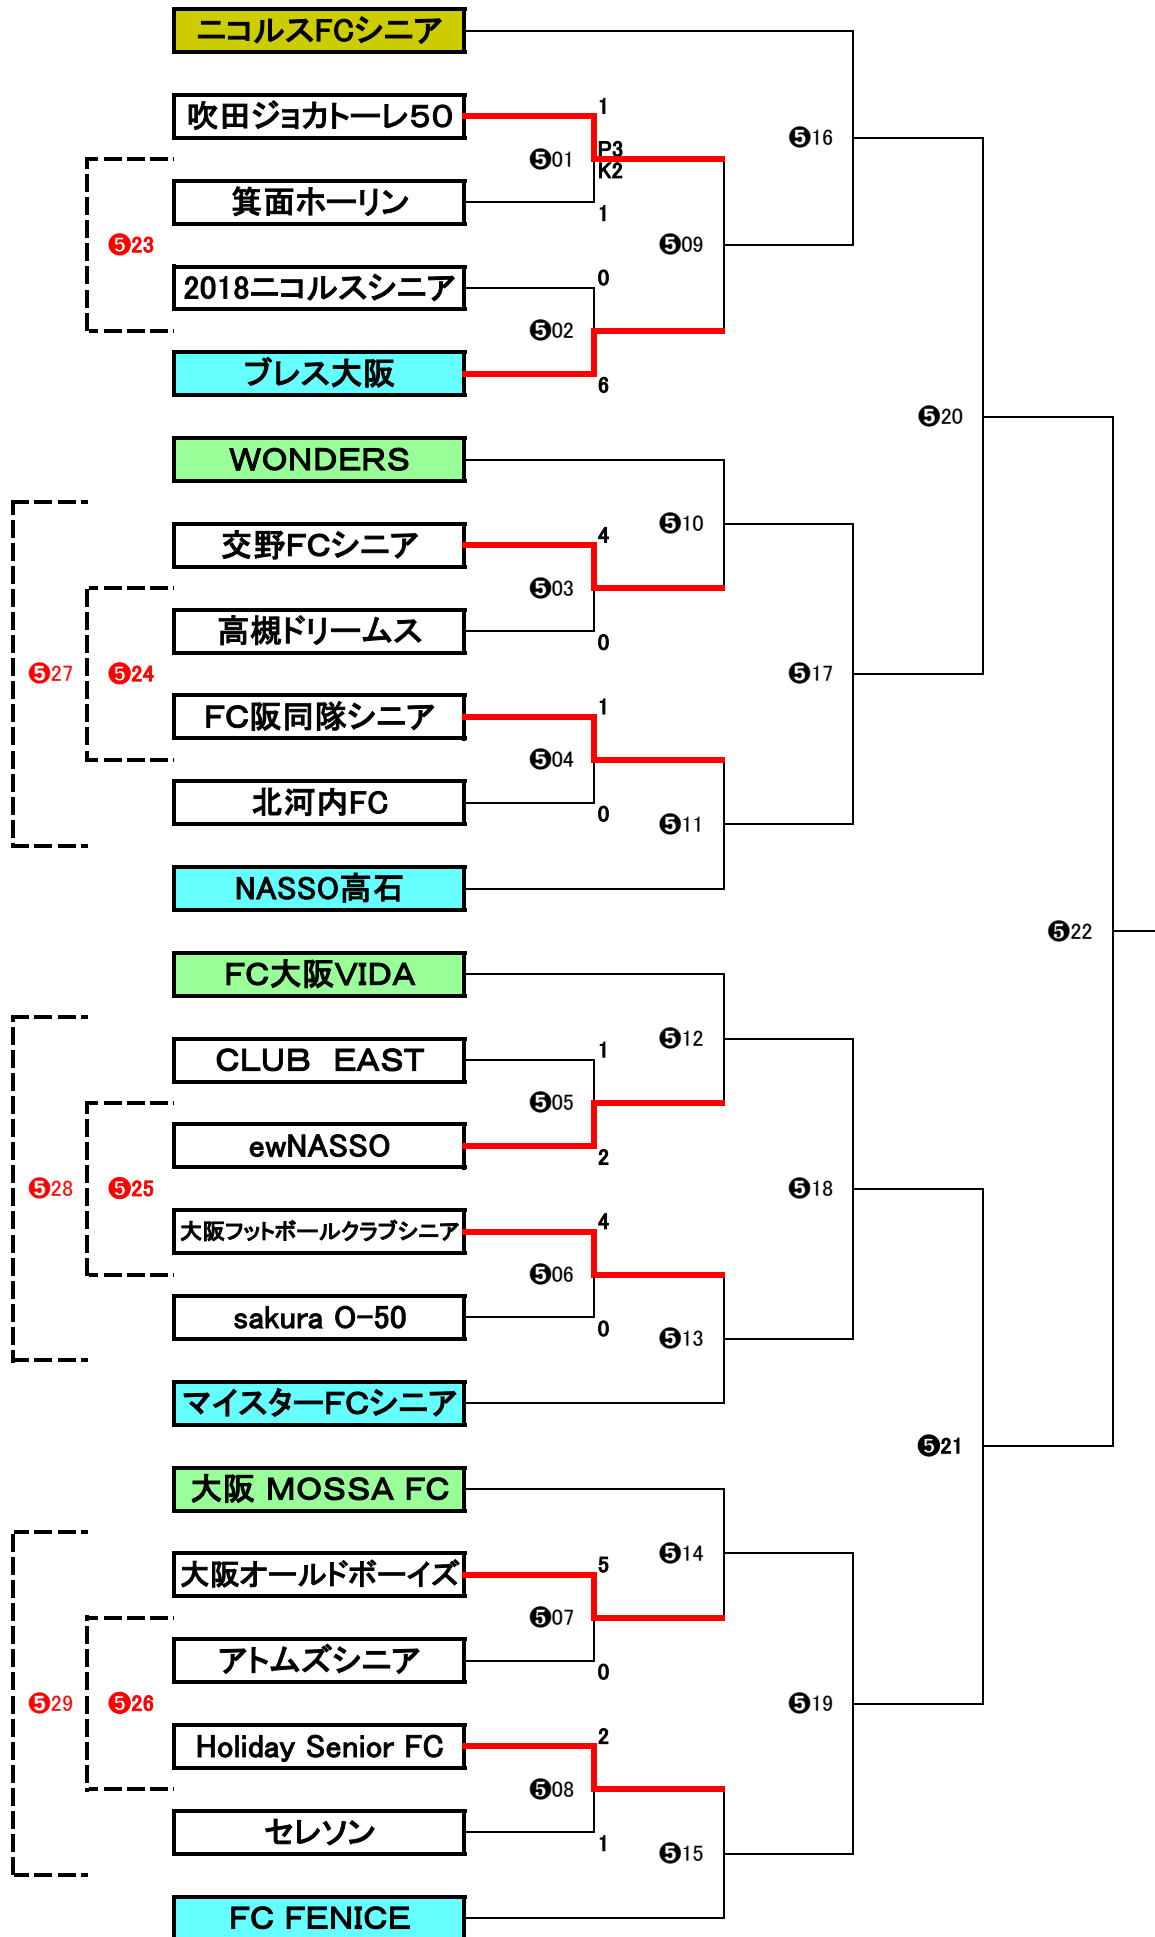 ニコルスFCシニア
吹田ジョカトーレ50
1
❺16
❺01
P3
K2
箕面ホーリン
1
❺23
❺09
2018ニコルスシニア
0
❺02
ブレス大阪
6
❺20
WONDERS
❺10
交野FCシニア
4
❺03
高槻ドリームス
0
❺27
❺24
❺17
FC阪同隊シニア
1
❺04
北河内FC
0
❺11
NASSO高石
❺22
FC大阪VIDA
❺12
CLUB EAST
1
❺05
ewNASSO
2
❺28
❺25
❺18
大阪フットボールクラブシニア
4
❺06
sakura O-50
0
❺13
マイスターFCシニア
❺21
大阪 MOSSA FC
❺14
大阪オールドボーイズ
5
❺07
アトムズシニア
0
❺29
❺26
❺19
Holiday Senior FC
2
❺08
セレソン
1
❺15
FC FENICE